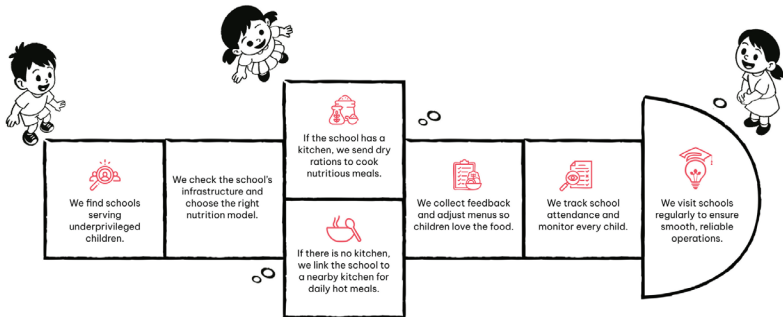 We find schools
serving
underprivileged
children.
We check the school's
infrastructure and
choose the right
nutrition model.
If the school has a
kitchen, we send dry
rations to cook
nutritious meals.
If there is no kitchen,
we link the school to
a nearby kitchen for
daily hot meals.
We collect feedback
and adjust menus so
children love the food.
We track school
attendance and
monitor every child.
We visit schools
regularly to ensure
smooth, reliable
operations.